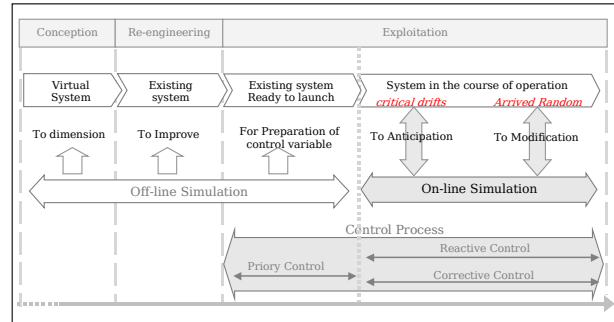 Conception Re-engineering Exploitation
Virtual System
Existing system
Existing system Ready to launch
System in the course of operation
critical drifts Arrived Random
To dimension
To Improve
For Preparation of control variable
To Anticipation
To Modification
Off-line Simulation
On-line Simulation
Control Process
Priory Control
Reactive Control
Corrective Control